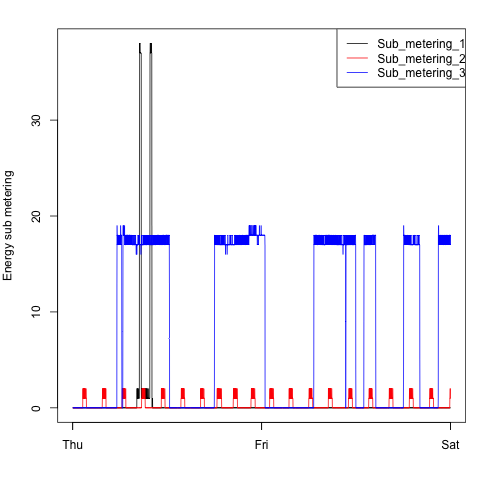 Sub_metering_1
Sub_metering_2
Sub_metering_3
Energy sub metering
30
20
10
0
Thu
Fri
Sat